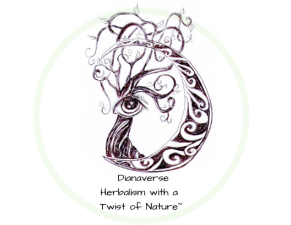 Dianaverse
Herbalism with a
Twist of Nature~